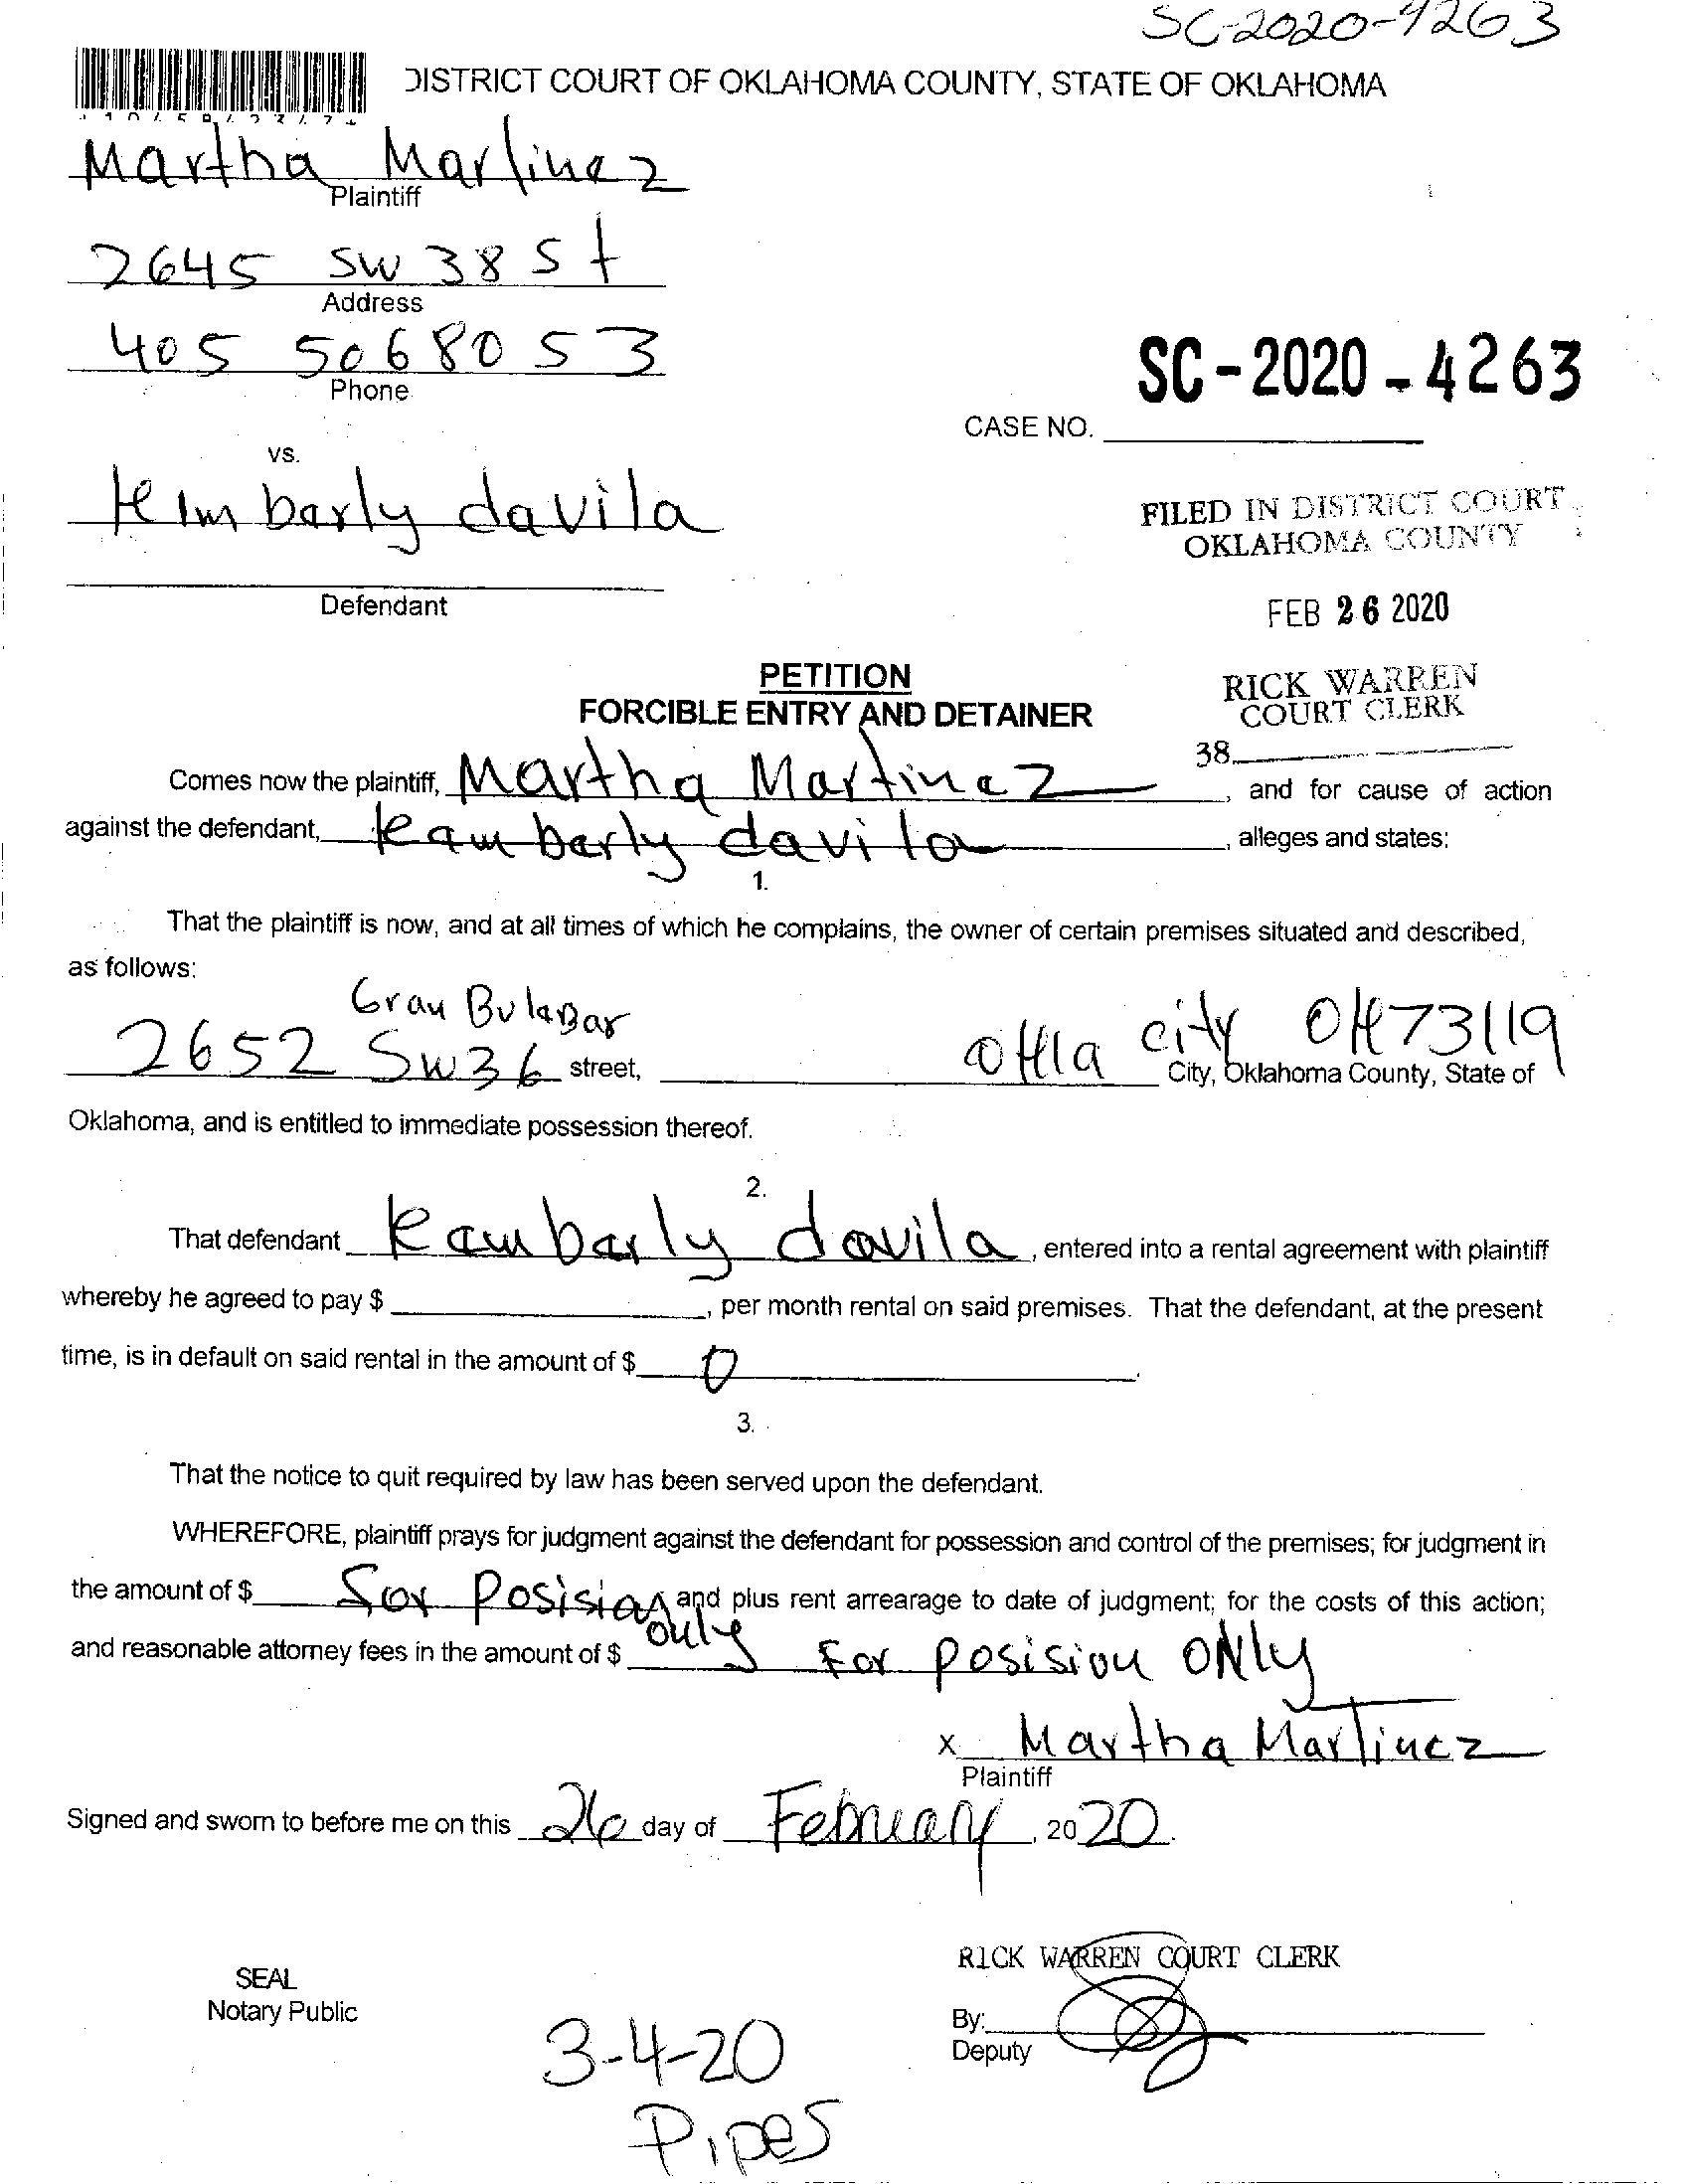 SC-2020-4263
DISTRICT COURT OF OKLAHOMA COUNTY, STATE OF OKLAHOMA
Martha Martinez
Plaintiff
2645 SW 38 St
Address
405 506 8053
Phone
SC-2020-4263
CASE NO.
vs.
Kimberly davila
FILED IN DISTRICT COURT
OKLAHOMA COUNTY
Defendant
FEB 26 2020
PETITION
FORCIBLE ENTRY AND DETAINER
RICK WARREN
COURT CLERK
38
Comes now the plaintiff, Martha Martinez, and for cause of action
against the defendant, kamberly davila, alleges and states:
1.
That the plaintiff is now, and at all times of which he complains, the owner of certain premises situated and described,
as follows:
Gran
2652 SW 36 street, Okla city OK 73119 City, Oklahoma County, State of
Oklahoma, and is entitled to immediate possession thereof.
2.
That defendant kamberly davila, entered into a rental agreement with plaintiff
whereby he agreed to pay $, per month rental on said premises. That the defendant, at the present
time, is in default on said rental in the amount of $ 0.
3.
That the notice to quit required by law has been served upon the defendant.
WHEREFORE, plaintiff prays for judgment against the defendant for possession and control of the premises; for judgment in
the amount of $ For Posision only and plus rent arrearage to date of judgment; for the costs of this action;
and reasonable attorney fees in the amount of $ For posision ONly
x Martha Martinez
Plaintiff
Signed and sworn to before me on this 26 day of February, 2020.
RICK WARREN COURT CLERK
SEAL
Notary Public
By:
Deputy
3-4-20
Pipes